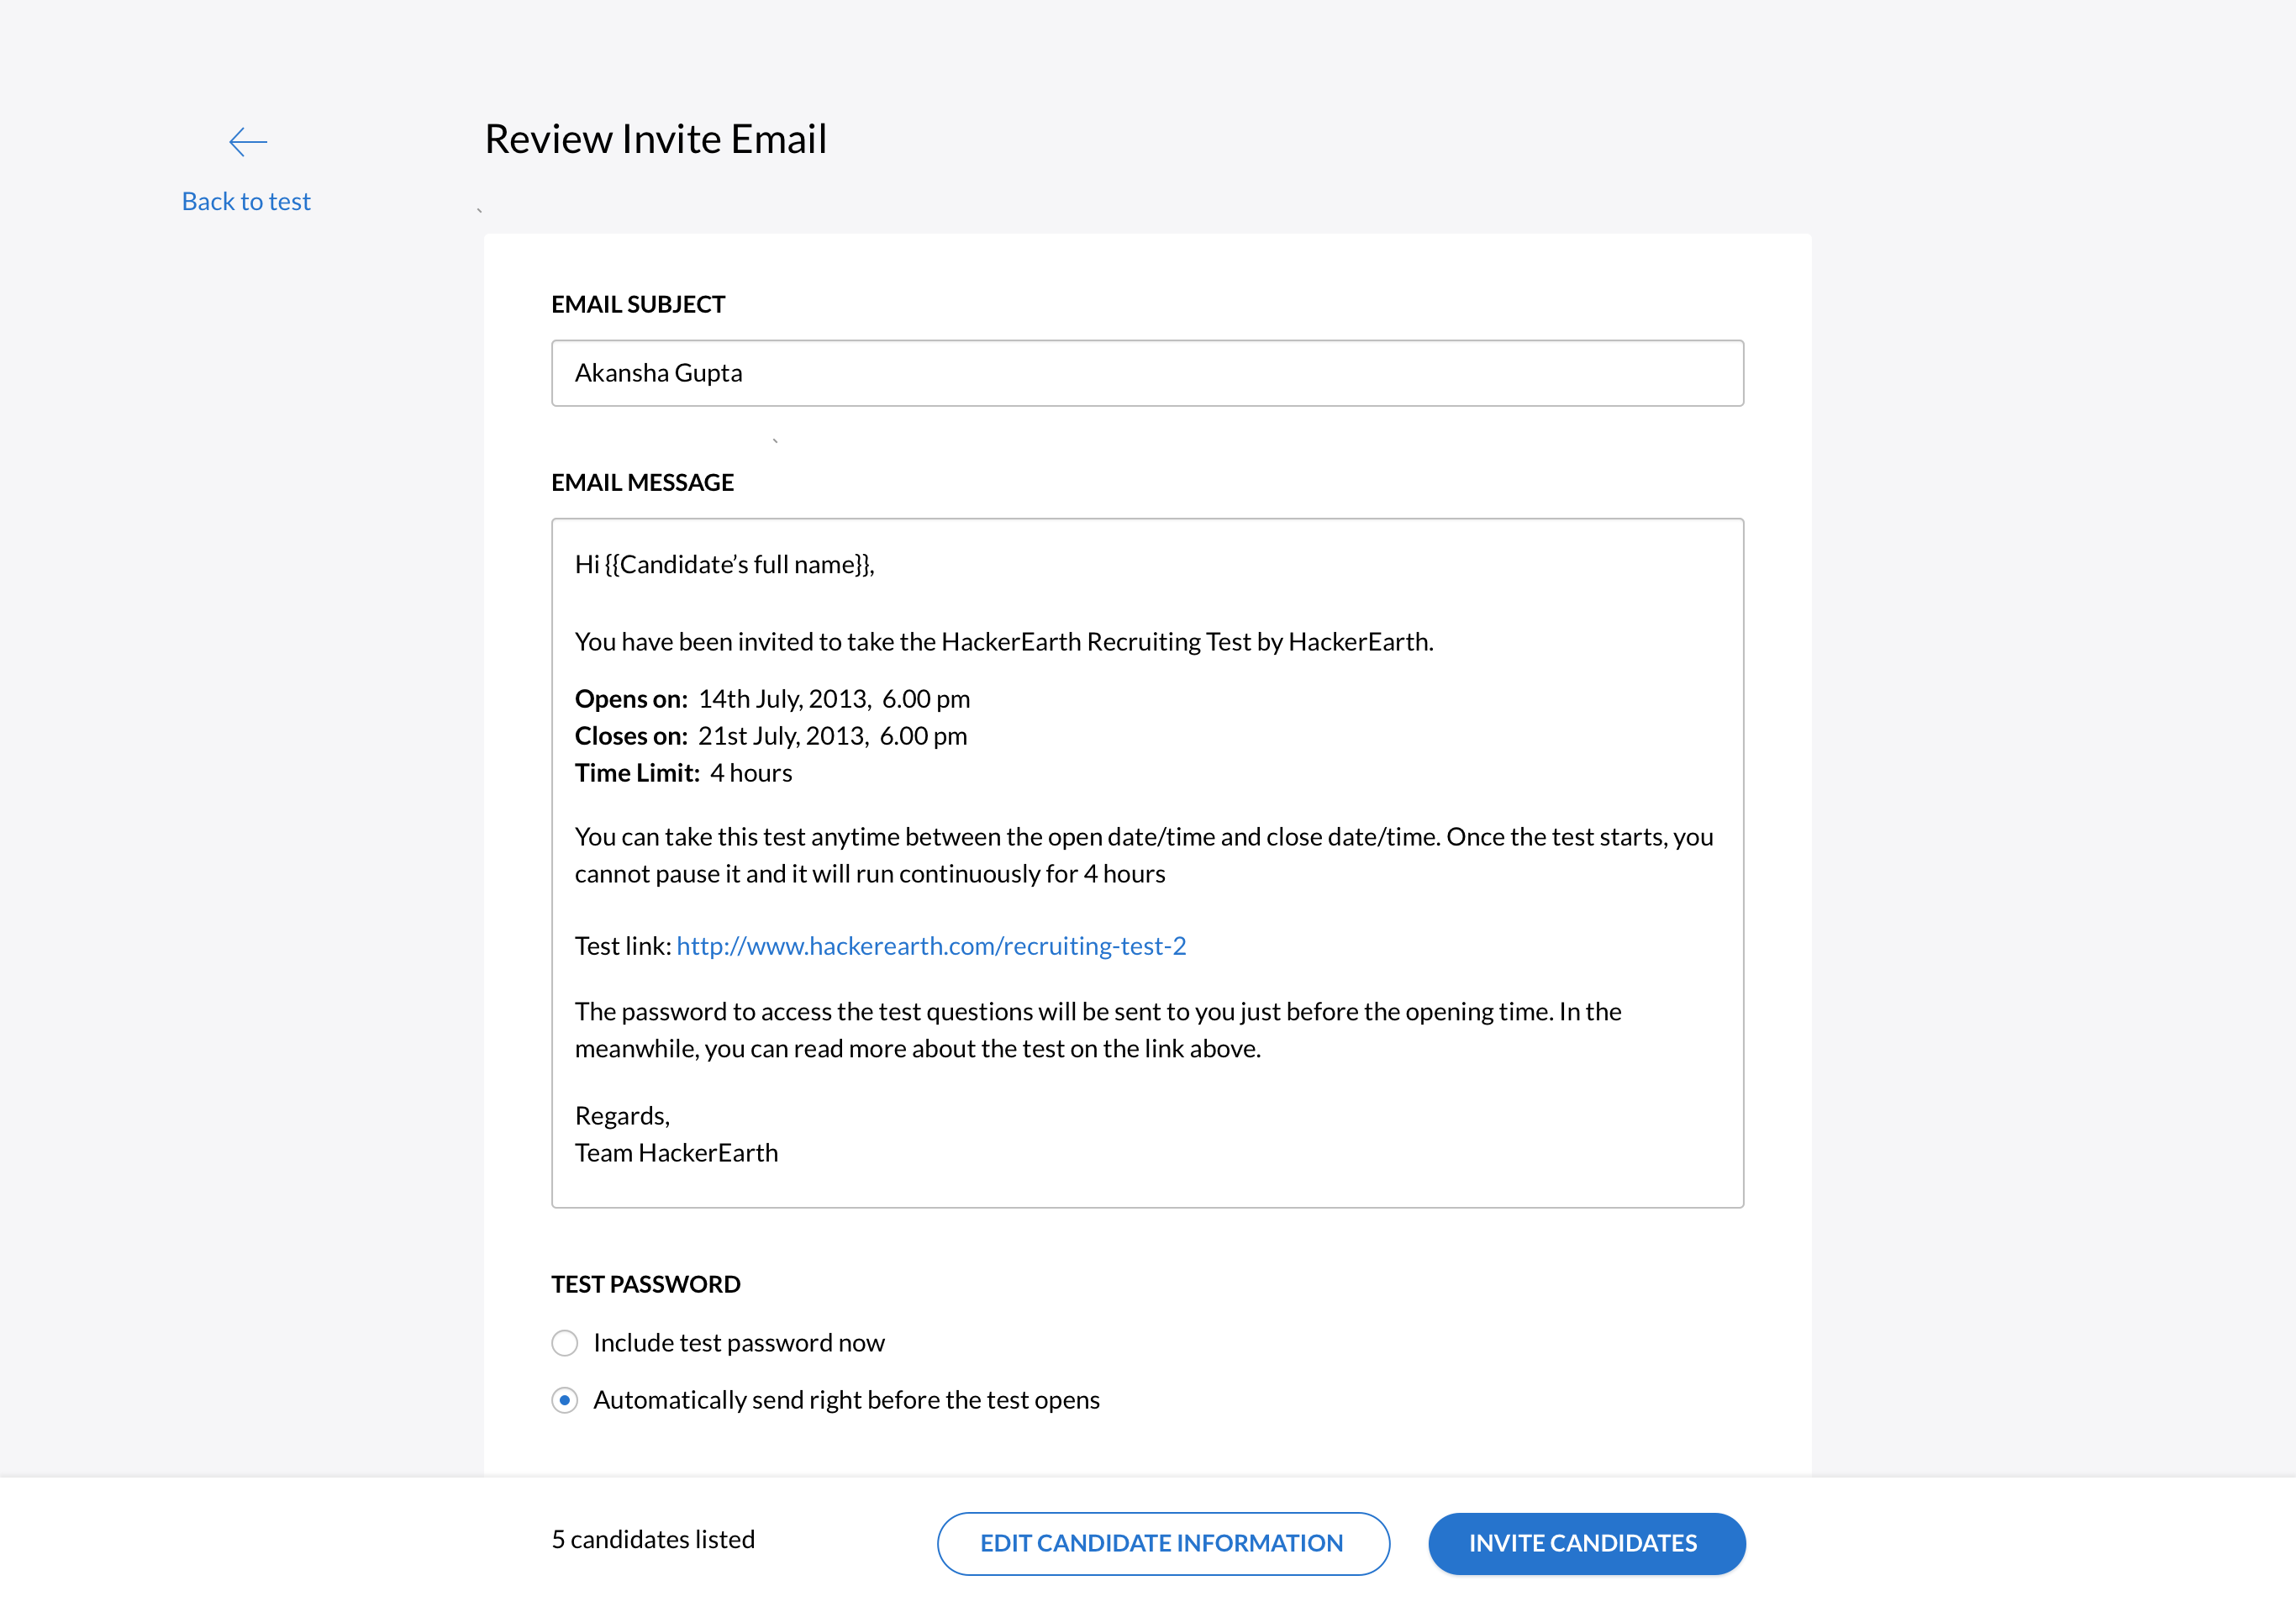 Review Invite Email
Back to test
EMAIL SUBJECT
Akansha Gupta
EMAIL MESSAGE
Hi {{Candidate’s full name}},
You have been invited to take the HackerEarth Recruiting Test by HackerEarth.
Opens on: 14th July, 2013, 6.00 pm
Closes on: 21st July, 2013, 6.00 pm
Time Limit: 4 hours
You can take this test anytime between the open date/time and close date/time. Once the test starts, you
cannot pause it and it will run continuously for 4 hours
Test link: http://www.hackerearth.com/recruiting-test-2
The password to access the test questions will be sent to you just before the opening time. In the
meanwhile, you can read more about the test on the link above.
Regards,
Team HackerEarth
TEST PASSWORD
Include test password now
Automatically send right before the test opens
5 candidates listed
EDIT CANDIDATE INFORMATION
INVITE CANDIDATES